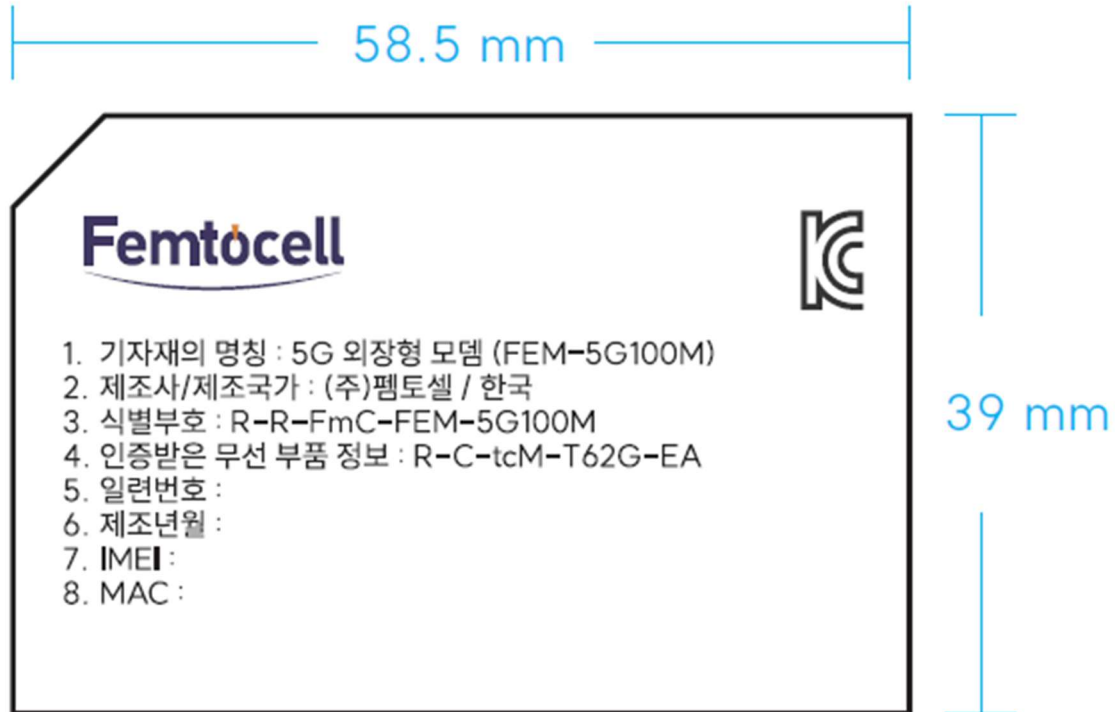 58.5 mm
Femtocell
KC
1. 기자재의 명칭 : 5G 외장형 모뎀 (FEM-5G100M)
2. 제조사/제조국가 : (주)펨토셀 / 한국
3. 식별부호 : R-R-FmC-FEM-5G100M
39 mm
4. 인증받은 무선 부품 정보 : R-C-tcM-T62G-EA
5. 일련번호 :
6. 제조년월 :
7. IMEI :
8. MAC :